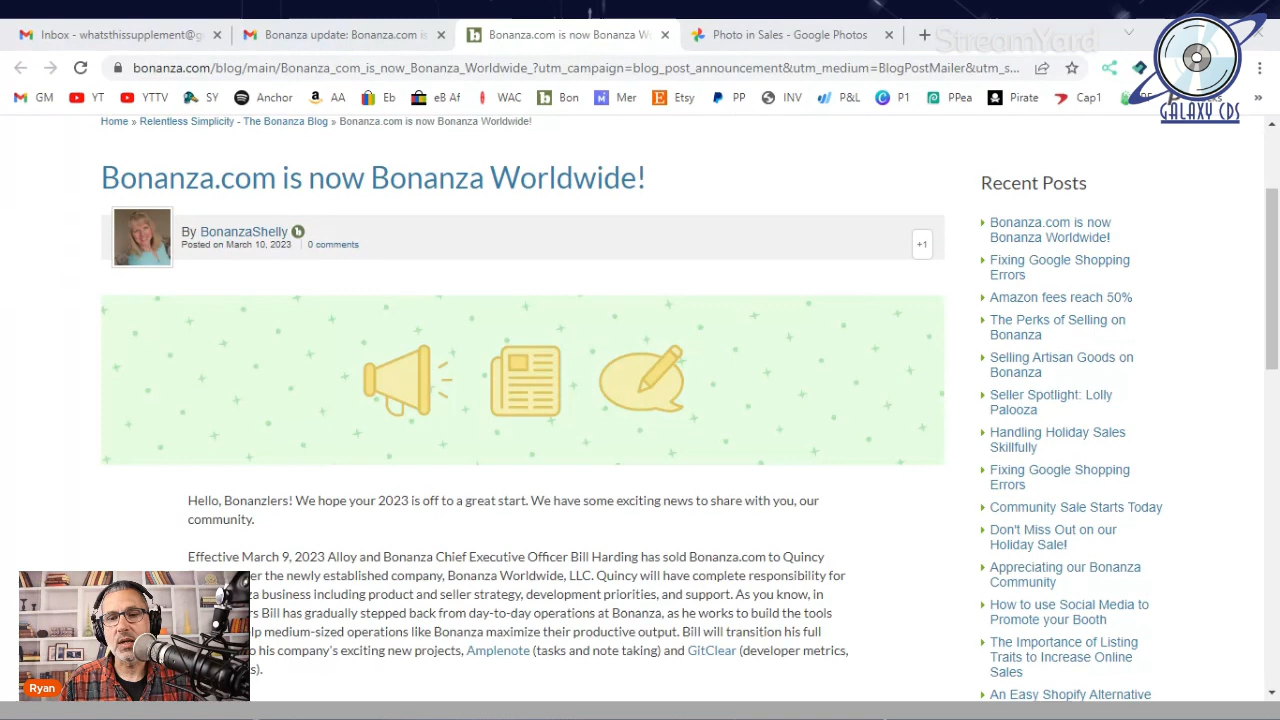 Inbox - whatsthissupplement@g
Bonanza update: Bonanza.com is
Bonanza.com is now Bonanza Wo
Photo in Sales - Google Photos
StreamYard
bonanza.com/blog/main/Bonanza_com_is_now_Bonanza_Worldwide_?utm_campaign=blog_post_announcement&utm_medium=BlogPostMailer&utm_s...
GM YT YTTV SY Anchor AA Eb eB Af WAC Bon Mer Etsy PP INV P&L P1 PPea Pirate Cap1
GALAXY CDS
Home » Relentless Simplicity - The Bonanza Blog » Bonanza.com is now Bonanza Worldwide!
Bonanza.com is now Bonanza Worldwide!
By BonanzaShelly
Posted on March 10, 2023 0 comments
+1
Hello, Bonanzlers! We hope your 2023 is off to a great start. We have some exciting news to share with you, our
community.
Effective March 9, 2023 Alloy and Bonanza Chief Executive Officer Bill Harding has sold Bonanza.com to Quincy
er the newly established company, Bonanza Worldwide, LLC. Quincy will have complete responsibility for
za business including product and seller strategy, development priorities, and support. As you know, in
rs Bill has gradually stepped back from day-to-day operations at Bonanza, as he works to build the tools
lp medium-sized operations like Bonanza maximize their productive output. Bill will transition his full
o his company's exciting new projects, Amplenote (tasks and note taking) and GitClear (developer metrics,
s).
Ryan
Recent Posts
Bonanza.com is now
Bonanza Worldwide!
Fixing Google Shopping
Errors
Amazon fees reach 50%
The Perks of Selling on
Bonanza
Selling Artisan Goods on
Bonanza
Seller Spotlight: Lolly
Palooza
Handling Holiday Sales
Skillfully
Fixing Google Shopping
Errors
Community Sale Starts Today
Don't Miss Out on our
Holiday Sale!
Appreciating our Bonanza
Community
How to use Social Media to
Promote your Booth
The Importance of Listing
Traits to Increase Online
Sales
An Easy Shopify Alternative